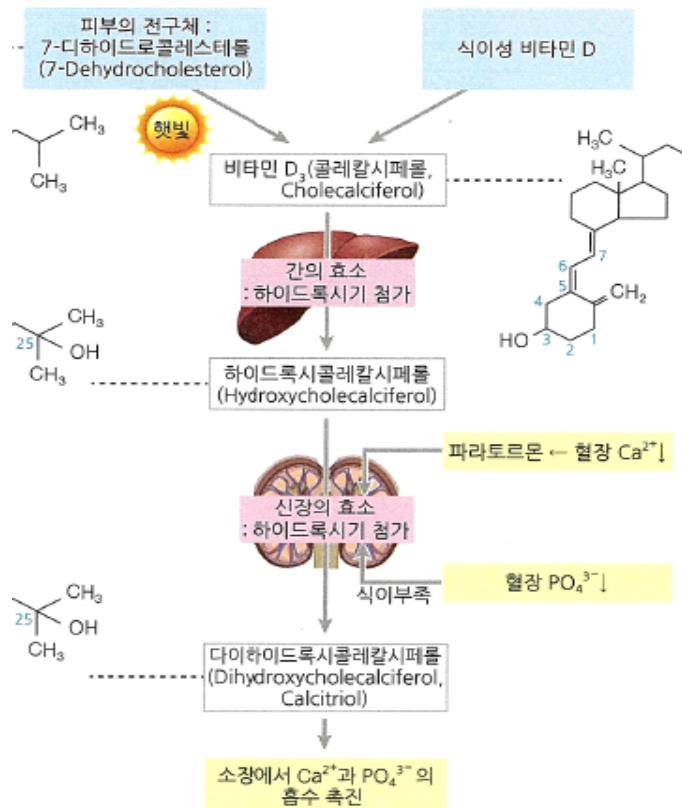 피부의 전구체 :
7-디하이드로콜레스테롤
(7-Dehydrocholesterol)
식이성 비타민 D
햇빛
CH₃
CH₃
비타민 D₃(콜레칼시페롤,
Cholecalciferol)
H₃C
H₃C
7
6
5
4
CH₂
HO
3
2
1
간의 효소
: 하이드록시기 첨가
CH₃
25
OH
CH₃
하이드록시콜레칼시페롤
(Hydroxycholecalciferol)
파라토르몬 ← 혈장 Ca²⁺↓
신장의 효소
: 하이드록시기 첨가
식이부족
혈장 PO₄³⁻↓
CH₃
25
OH
CH₃
다이하이드록시콜레칼시페롤
(Dihydroxycholecalciferol,
Calcitriol)
소장에서 Ca²⁺과 PO₄³⁻의
흡수 촉진